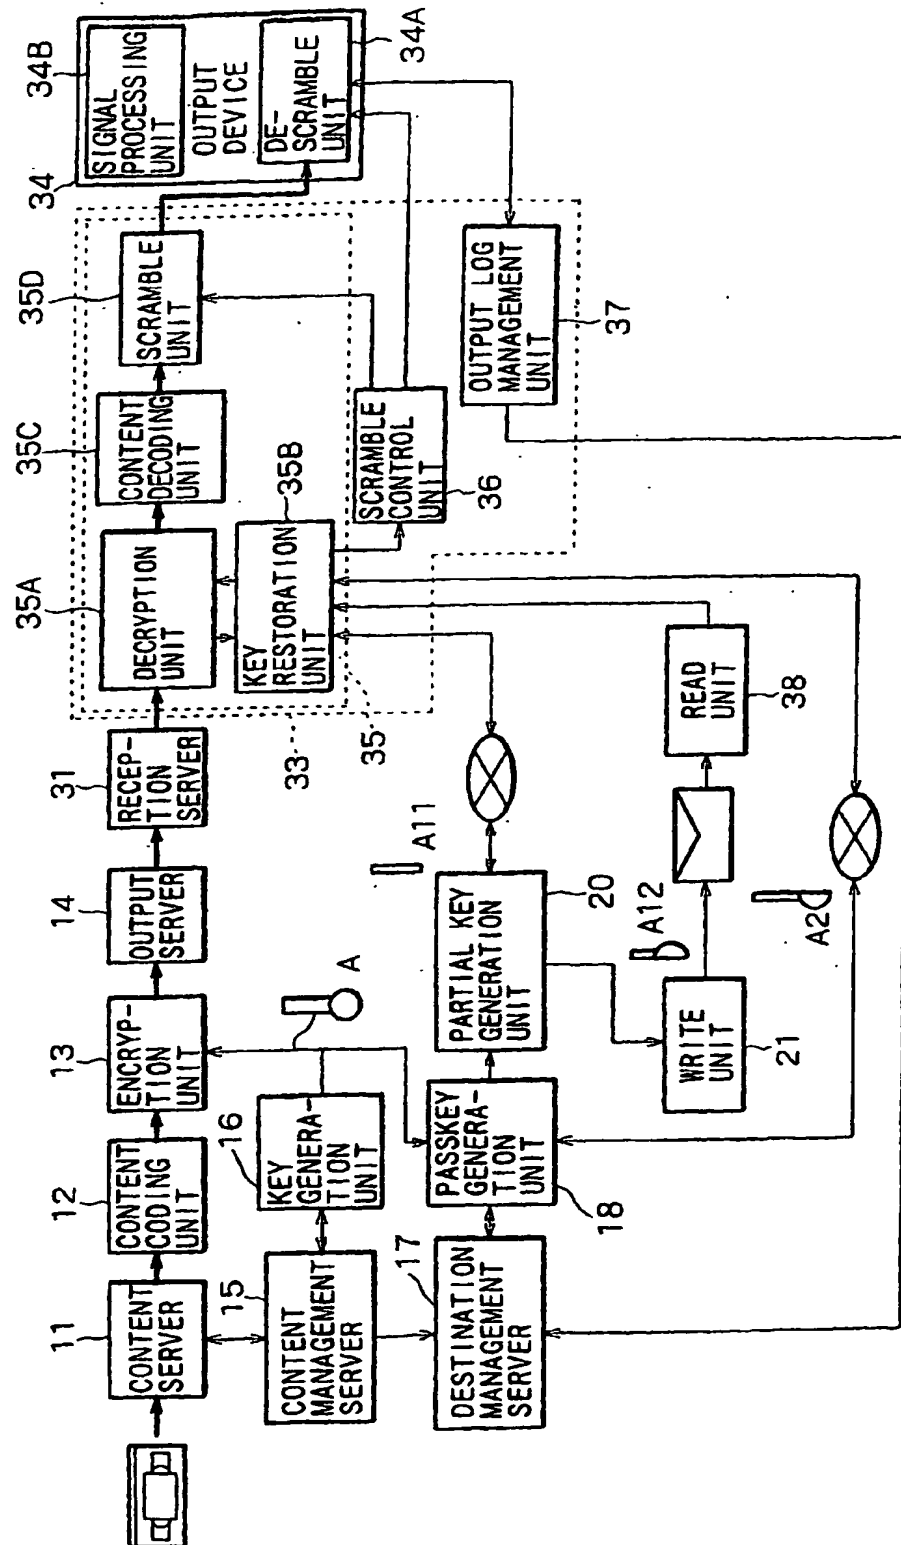 11
CONTENT
SERVER
12
CONTENT
CODING
UNIT
13
ENCRYP-
TION
UNIT
14
OUTPUT
SERVER
31
RECEP-
TION
SERVER
35A
DECRYPTION
UNIT
35C
CONTENT
DECODING
UNIT
35D
SCRAMBLE
UNIT
34
34B
SIGNAL
PROCESSING
UNIT
OUTPUT
DEVICE
DE-
SCRAMBLE
UNIT
34A
15
CONTENT
MANAGEMENT
SERVER
16
KEY
GENERA-
TION
UNIT
A
33
35
KEY
RESTORATION
UNIT
35B
SCRAMBLE
CONTROL
UNIT
36
OUTPUT LOG
MANAGEMENT
UNIT
37
17
DESTINATION
MANAGEMENT
SERVER
PASSKEY
GENERA-
TION
UNIT
18
PARTIAL KEY
GENERATION
UNIT
20
A11
WRITE
UNIT
21
A12
READ
UNIT
38
A2